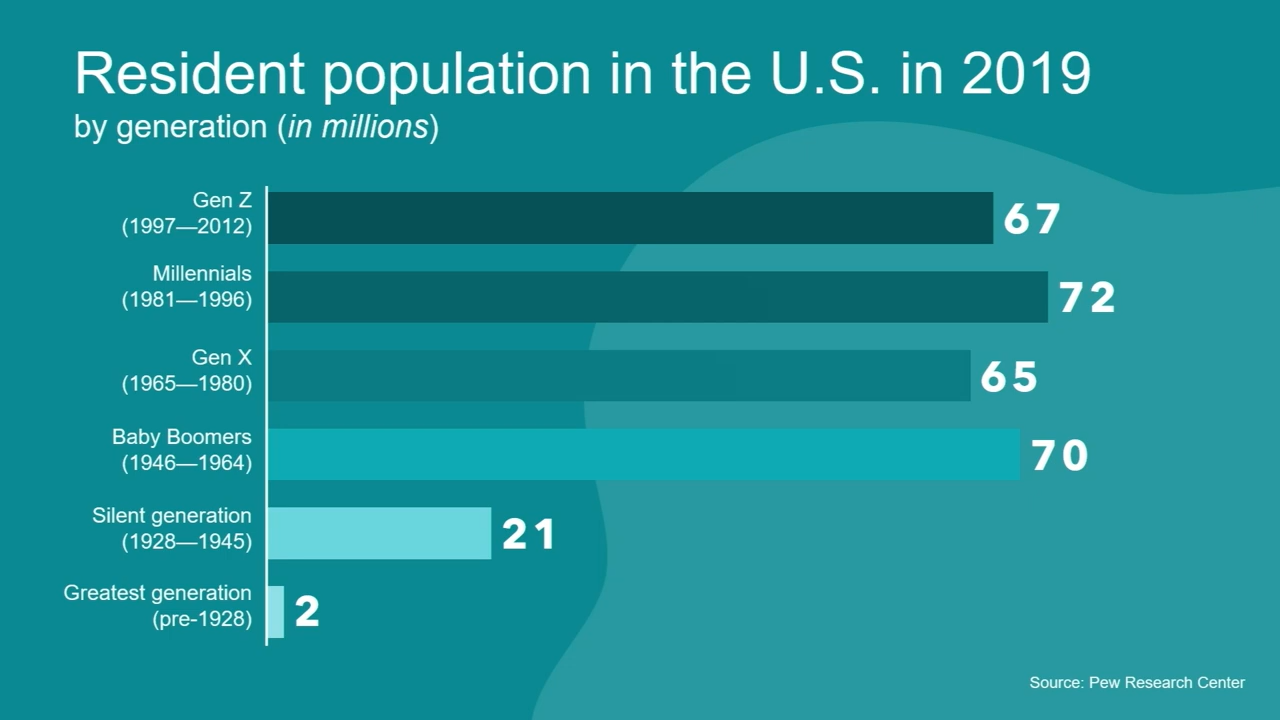 Resident population in the U.S. in 2019
by generation (in millions)
Gen Z
(1997—2012)
67
Millennials
(1981—1996)
72
Gen X
(1965—1980)
65
Baby Boomers
(1946—1964)
70
Silent generation
(1928—1945)
21
Greatest generation
(pre-1928)
2
Source: Pew Research Center